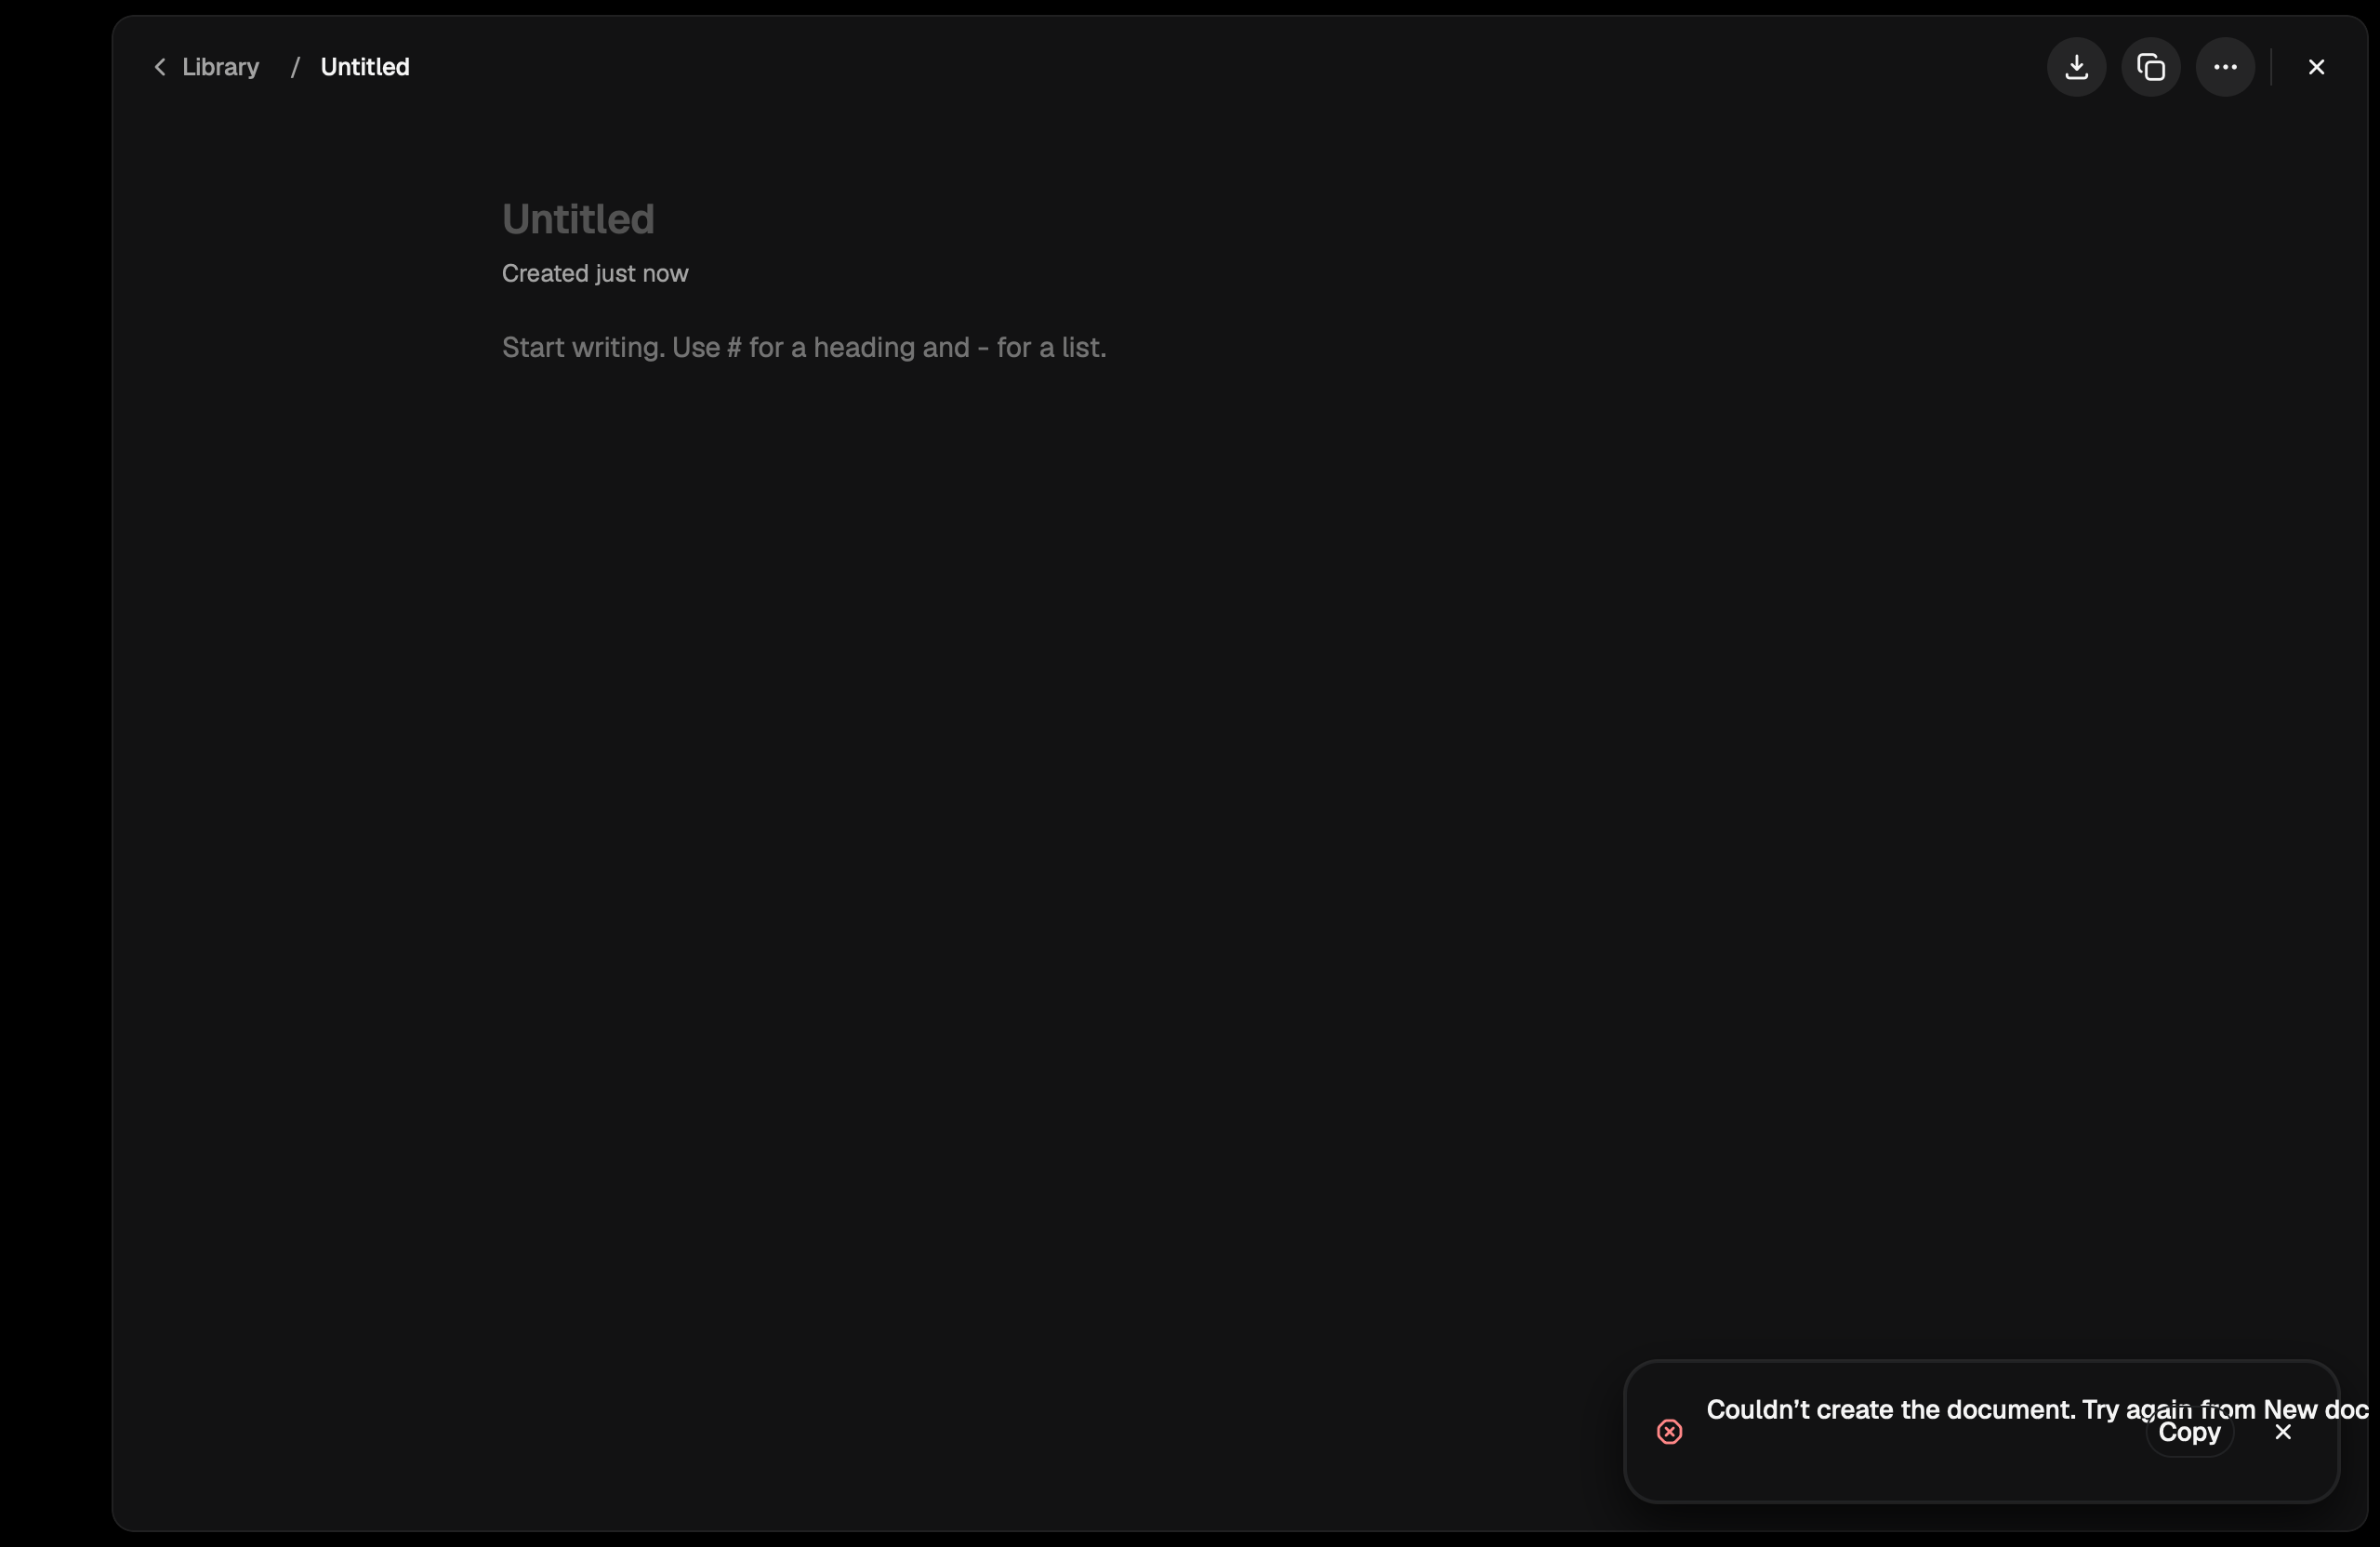 Library / Untitled
Untitled
Created just now
Start writing. Use # for a heading and - for a list.
Couldn’t create the document. Try again from New doc
Copy